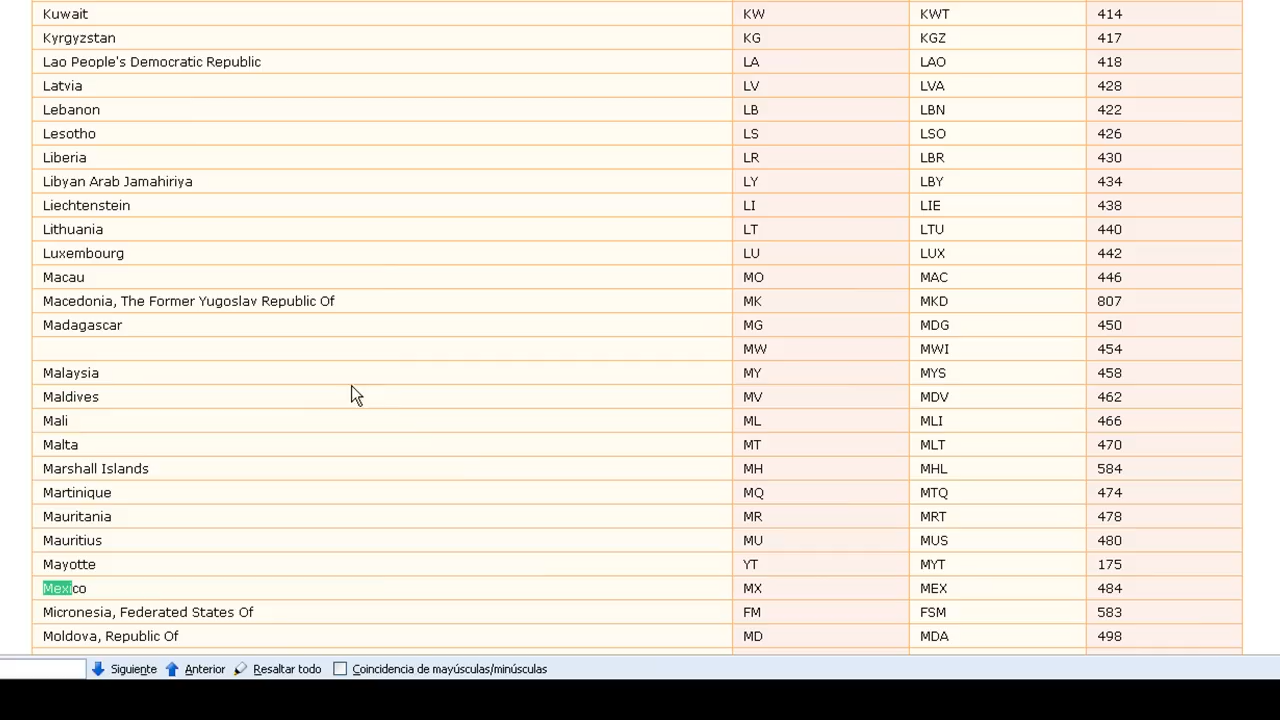 Kuwait KW KWT 414
Kyrgyzstan KG KGZ 417
Lao People's Democratic Republic LA LAO 418
Latvia LV LVA 428
Lebanon LB LBN 422
Lesotho LS LSO 426
Liberia LR LBR 430
Libyan Arab Jamahiriya LY LBY 434
Liechtenstein LI LIE 438
Lithuania LT LTU 440
Luxembourg LU LUX 442
Macau MO MAC 446
Macedonia, The Former Yugoslav Republic Of MK MKD 807
Madagascar MG MDG 450
MW MWI 454
Malaysia MY MYS 458
Maldives MV MDV 462
Mali ML MLI 466
Malta MT MLT 470
Marshall Islands MH MHL 584
Martinique MQ MTQ 474
Mauritania MR MRT 478
Mauritius MU MUS 480
Mayotte YT MYT 175
Mexico MX MEX 484
Micronesia, Federated States Of FM FSM 583
Moldova, Republic Of MD MDA 498
Siguiente Anterior Resaltar todo Coincidencia de mayúsculas/minúsculas